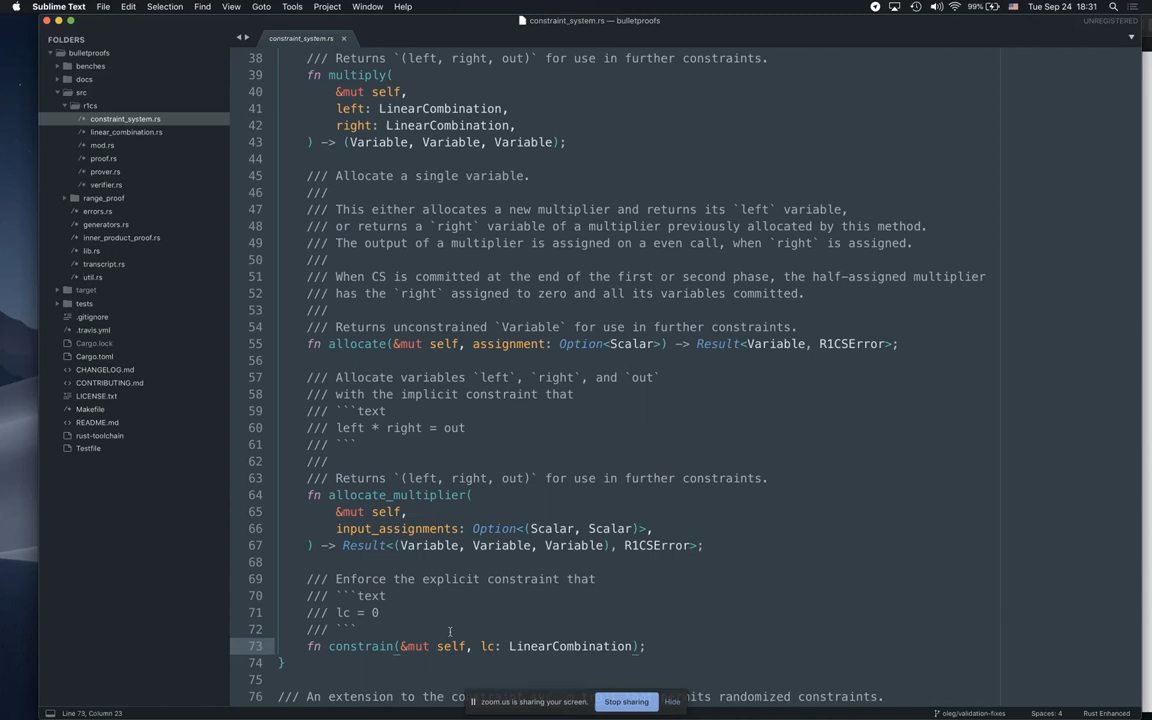 Sublime Text File Edit Selection Find View Goto Tools Project Window Help 99% Tue Sep 24 18:31
constraint_system.rs — bulletproofs
UNREGISTERED
FOLDERS
bulletproofs
benches
docs
src
r1cs
constraint_system.rs
linear_combination.rs
mod.rs
proof.rs
prover.rs
verifier.rs
range_proof
errors.rs
generators.rs
inner_product_proof.rs
lib.rs
transcript.rs
util.rs
target
tests
.gitignore
.travis.yml
Cargo.lock
Cargo.toml
CHANGELOG.md
CONTRIBUTING.md
LICENSE.txt
Makefile
README.md
rust-toolchain
Testfile
constraint_system.rs ×
38 /// Returns `(left, right, out)` for use in further constraints.
39 fn multiply(
40 &mut self,
41 left: LinearCombination,
42 right: LinearCombination,
43 ) -> (Variable, Variable, Variable);
44
45 /// Allocate a single variable.
46 ///
47 /// This either allocates a new multiplier and returns its `left` variable,
48 /// or returns a `right` variable of a multiplier previously allocated by this method.
49 /// The output of a multiplier is assigned on a even call, when `right` is assigned.
50 ///
51 /// When CS is committed at the end of the first or second phase, the half-assigned multiplier
52 /// has the `right` assigned to zero and all its variables committed.
53 ///
54 /// Returns unconstrained `Variable` for use in further constraints.
55 fn allocate(&mut self, assignment: Option<Scalar>) -> Result<Variable, R1CSError>;
56
57 /// Allocate variables `left`, `right`, and `out`
58 /// with the implicit constraint that
59 /// ```text
60 /// left * right = out
61 /// ```
62 ///
63 /// Returns `(left, right, out)` for use in further constraints.
64 fn allocate_multiplier(
65 &mut self,
66 input_assignments: Option<(Scalar, Scalar)>,
67 ) -> Result<(Variable, Variable, Variable), R1CSError>;
68
69 /// Enforce the explicit constraint that
70 /// ```text
71 /// lc = 0
72 /// ```
73 fn constrain(&mut self, lc: LinearCombination);
74 }
75
76 /// An extension to the permits randomized constraints.
zoom.us is sharing your screen. Stop sharing Hide
Line 73, Column 23 oleg/validation-fixes Spaces: 4 Rust Enhanced